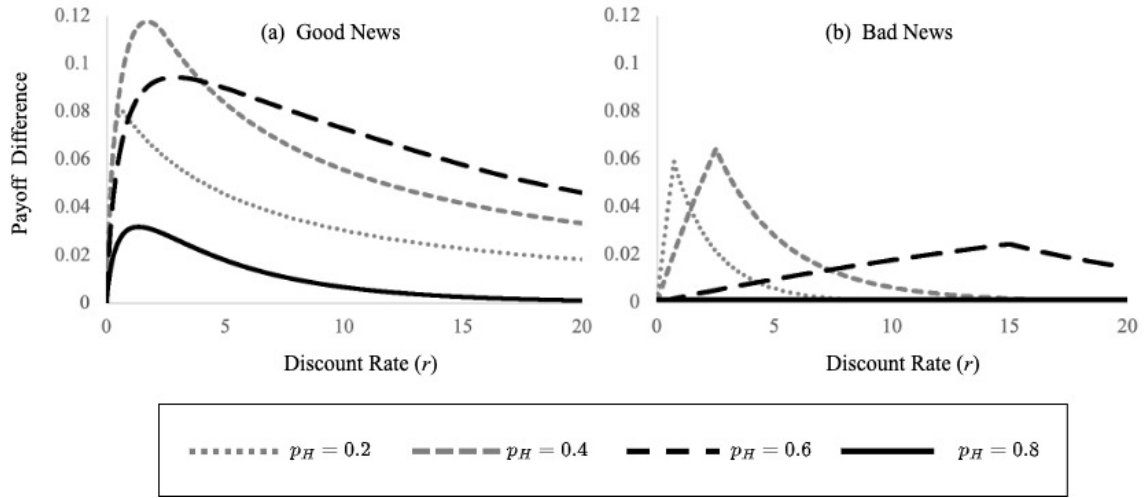 (a) Good News
(b) Bad News
Payoff Difference
0.12
0.1
0.08
0.06
0.04
0.02
0
0 5 10 15 20
Discount Rate (r)
0.12
0.1
0.08
0.06
0.04
0.02
0
0 5 10 15 20
Discount Rate (r)
p_H = 0.2
p_H = 0.4
p_H = 0.6
p_H = 0.8